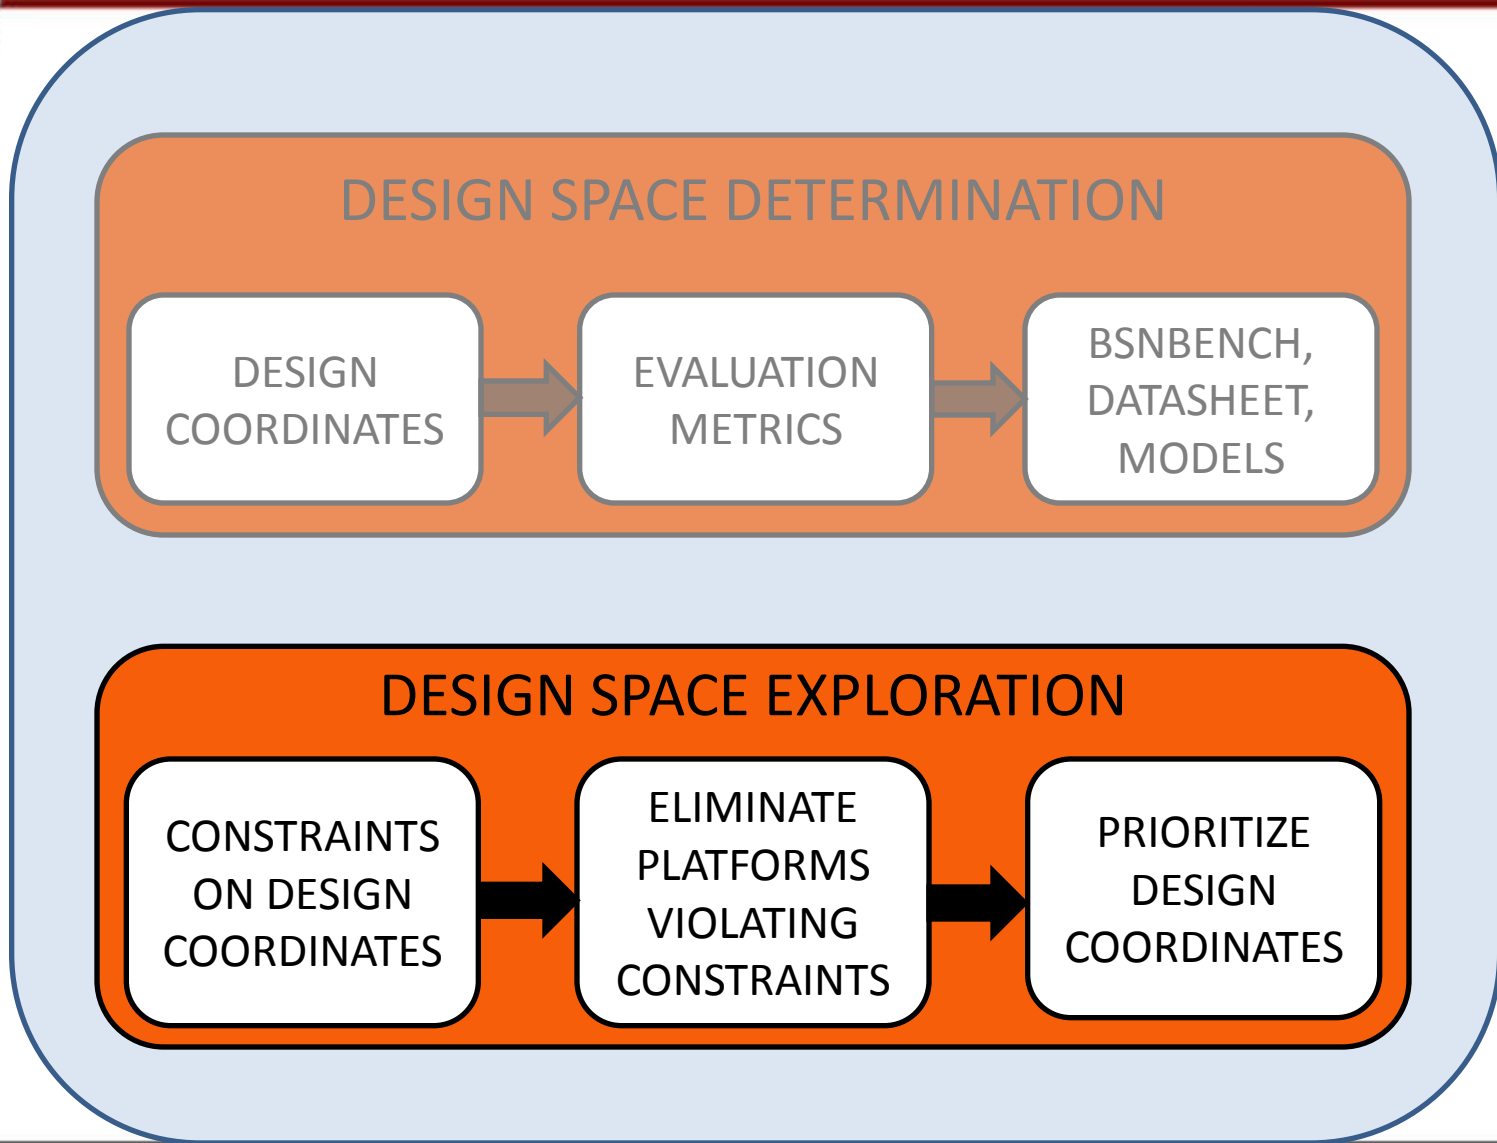 DESIGN SPACE DETERMINATION
DESIGN
COORDINATES
EVALUATION
METRICS
BSNBENCH,
DATASHEET,
MODELS
DESIGN SPACE EXPLORATION
CONSTRAINTS
ON DESIGN
COORDINATES
ELIMINATE
PLATFORMS
VIOLATING
CONSTRAINTS
PRIORITIZE
DESIGN
COORDINATES